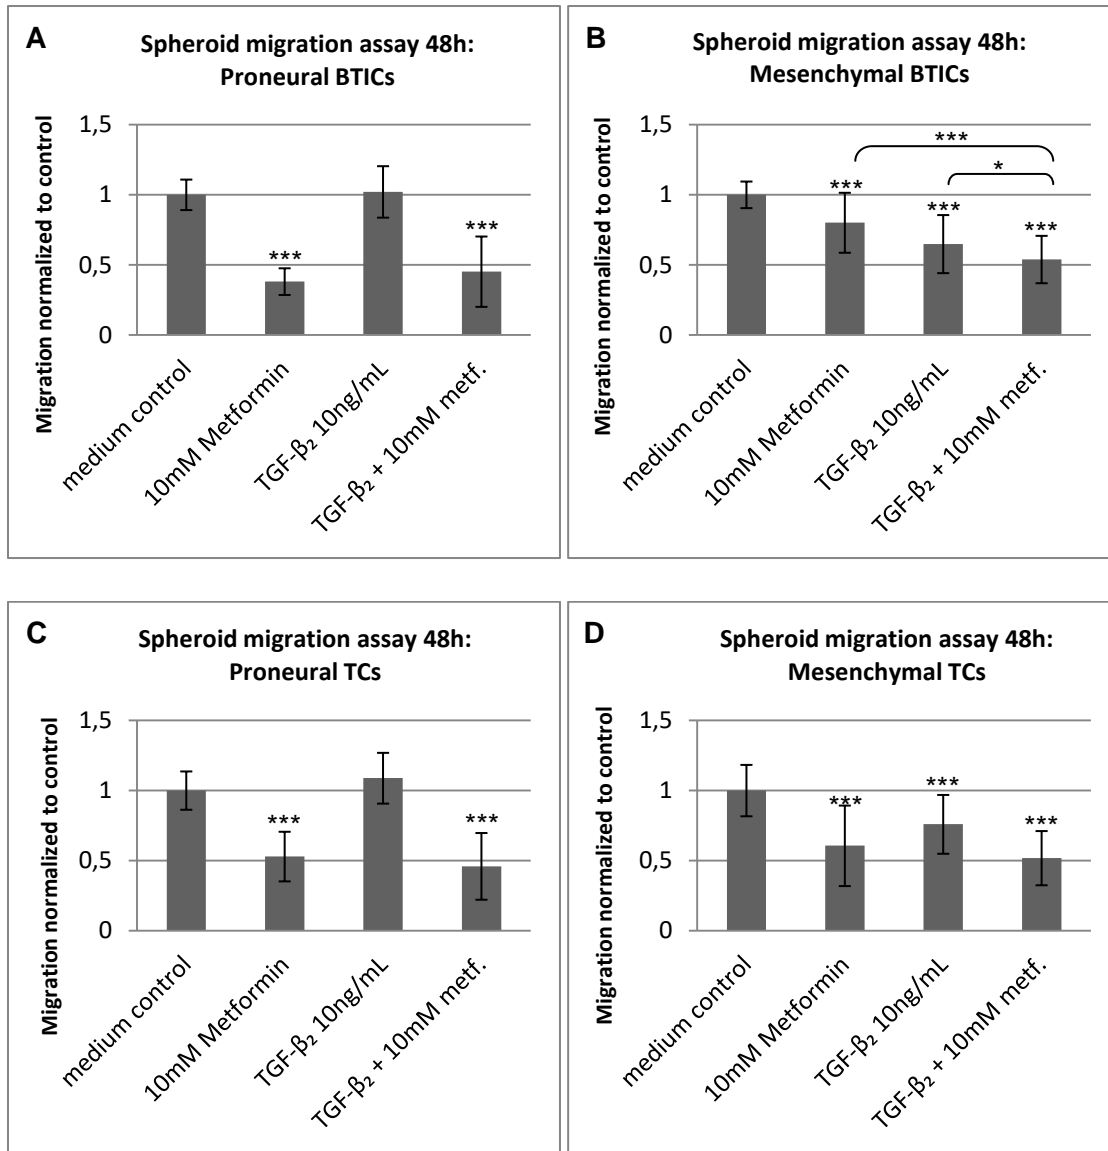 A
Spheroid migration assay 48h:
Proneural BTICs
Migration normalized to control
1,5
1
0,5
0
***
***
medium control
10mM Metformin
TGF-β₂ 10ng/mL
TGF-β₂ + 10mM metf.
B
Spheroid migration assay 48h:
Mesenchymal BTICs
Migration normalized to control
1,5
1
0,5
0
***
*
***
***
***
medium control
10mM Metformin
TGF-β₂ 10ng/mL
TGF-β₂ + 10mM metf.
C
Spheroid migration assay 48h:
Proneural TCs
Migration normalized to control
1,5
1
0,5
0
***
***
medium control
10mM Metformin
TGF-β₂ 10ng/mL
TGF-β₂ + 10mM metf.
D
Spheroid migration assay 48h:
Mesenchymal TCs
Migration normalized to control
1,5
1
0,5
0
***
***
***
medium control
10mM Metformin
TGF-β₂ 10ng/mL
TGF-β₂ + 10mM metf.